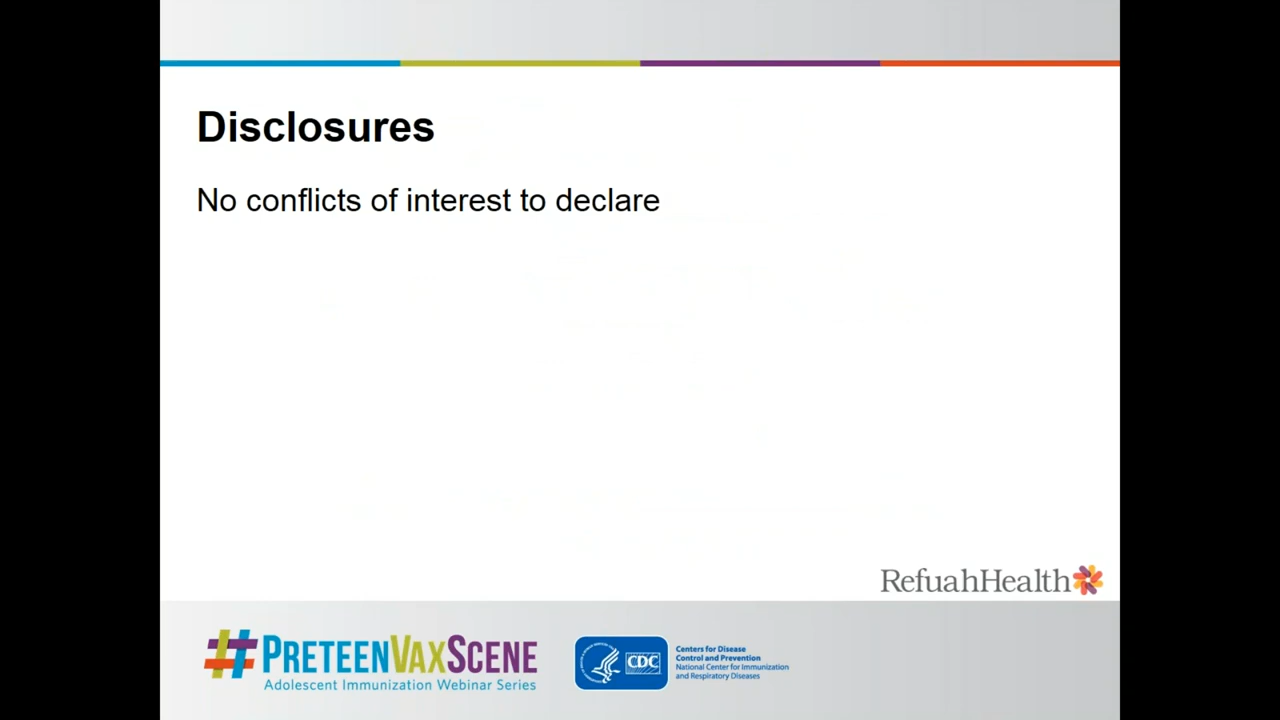 Disclosures
No conflicts of interest to declare
RefuahHealth
#PRETEENVAXSCENE
Adolescent Immunization Webinar Series
CDC
Centers for Disease
Control and Prevention
National Center for Immunization
and Respiratory Diseases